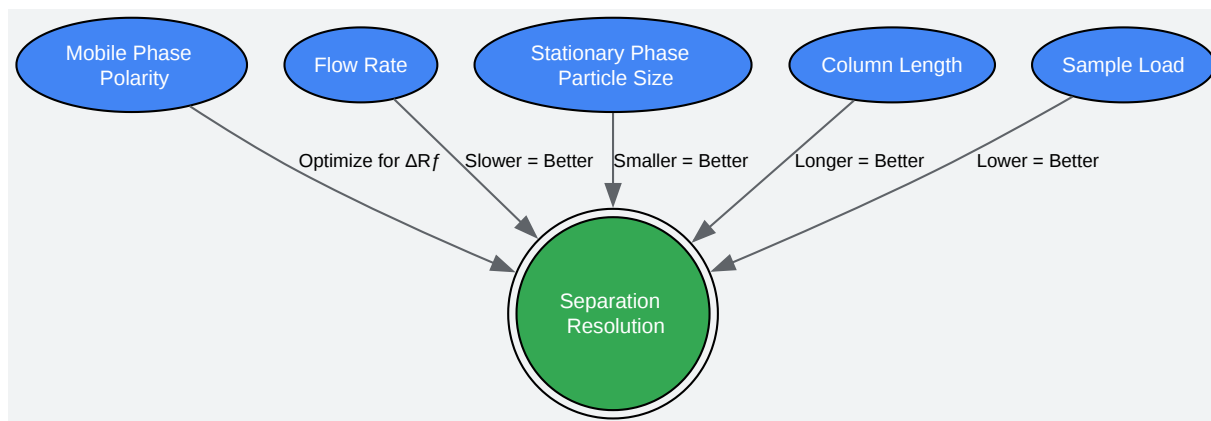 Mobile Phase
Polarity
Flow Rate
Stationary Phase
Particle Size
Column Length
Sample Load
Optimize for ΔRƒ
Slower = Better
Smaller = Better
Longer = Better
Lower = Better
Separation
Resolution